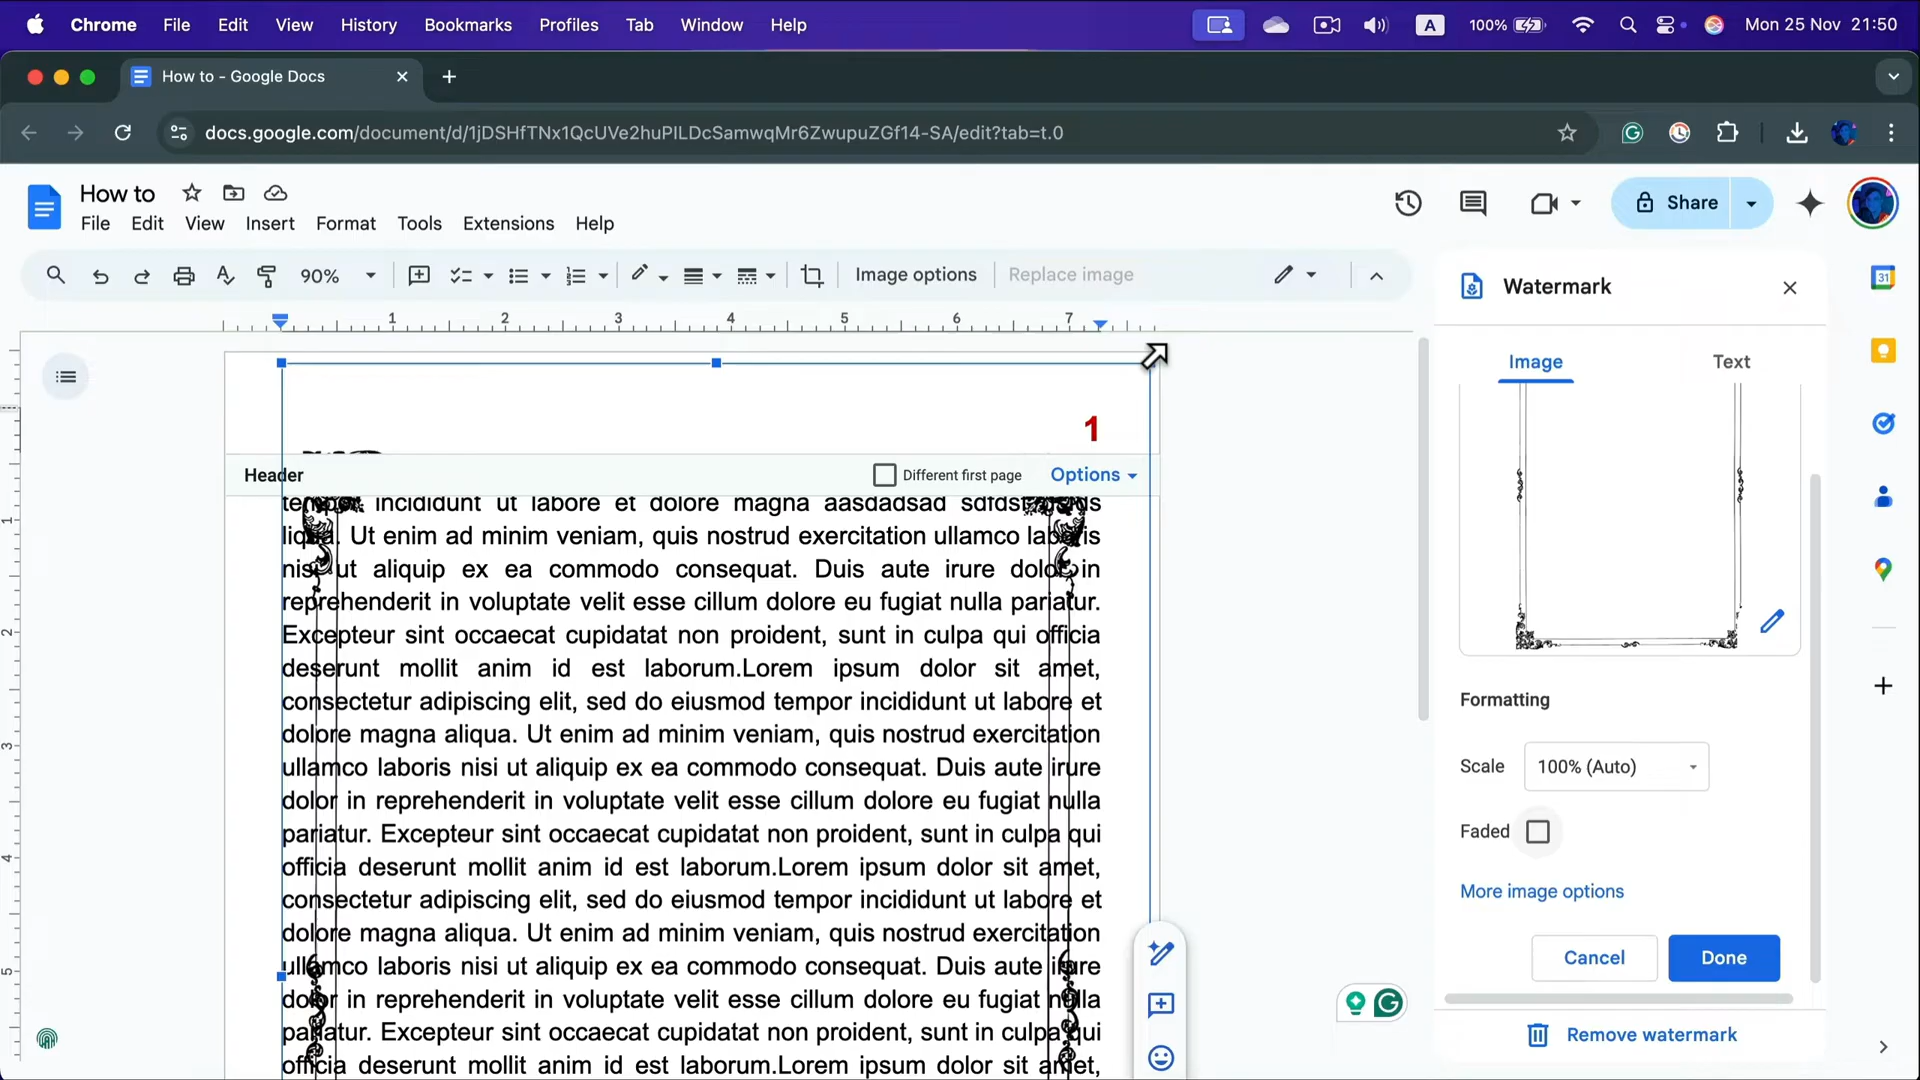 Chrome File Edit View History Bookmarks Profiles Tab Window Help A 100% Mon 25 Nov 21:50
How to - Google Docs
docs.google.com/document/d/1jDSHfTNx1QcUVe2huPILDcSamwqMr6ZwupuZGf14-SA/edit?tab=t.0
How to
Share
File Edit View Insert Format Tools Extensions Help
90% Image options Replace image
1 2 3 4 5 6 7
1
Header Different first page Options
incididunt ut labore et dolore magna aasdadsad
liqua. Ut enim ad minim veniam, quis nostrud exercitation ullamco laboris
nisi ut aliquip ex ea commodo consequat. Duis aute irure dolor in
reprehenderit in voluptate velit esse cillum dolore eu fugiat nulla pariatur.
Excepteur sint occaecat cupidatat non proident, sunt in culpa qui officia
deserunt mollit anim id est laborum.Lorem ipsum dolor sit amet,
consectetur adipiscing elit, sed do eiusmod tempor incididunt ut labore et
dolore magna aliqua. Ut enim ad minim veniam, quis nostrud exercitation
ullamco laboris nisi ut aliquip ex ea commodo consequat. Duis aute irure
dolor in reprehenderit in voluptate velit esse cillum dolore eu fugiat nulla
pariatur. Excepteur sint occaecat cupidatat non proident, sunt in culpa qui
officia deserunt mollit anim id est laborum.Lorem ipsum dolor sit amet,
consectetur adipiscing elit, sed do eiusmod tempor incididunt ut labore et
dolore magna aliqua. Ut enim ad minim veniam, quis nostrud exercitation
ullamco laboris nisi ut aliquip ex ea commodo consequat. Duis aute irure
dolor in reprehenderit in voluptate velit esse cillum dolore eu fugiat nulla
pariatur. Excepteur sint occaecat cupidatat non proident, sunt in culpa qui
officia deserunt mollit anim id est laborum.Lorem ipsum dolor sit amet,
1
2
3
4
5
Watermark
Image Text
Formatting
Scale 100% (Auto)
Faded
More image options
Cancel Done
Remove watermark
31